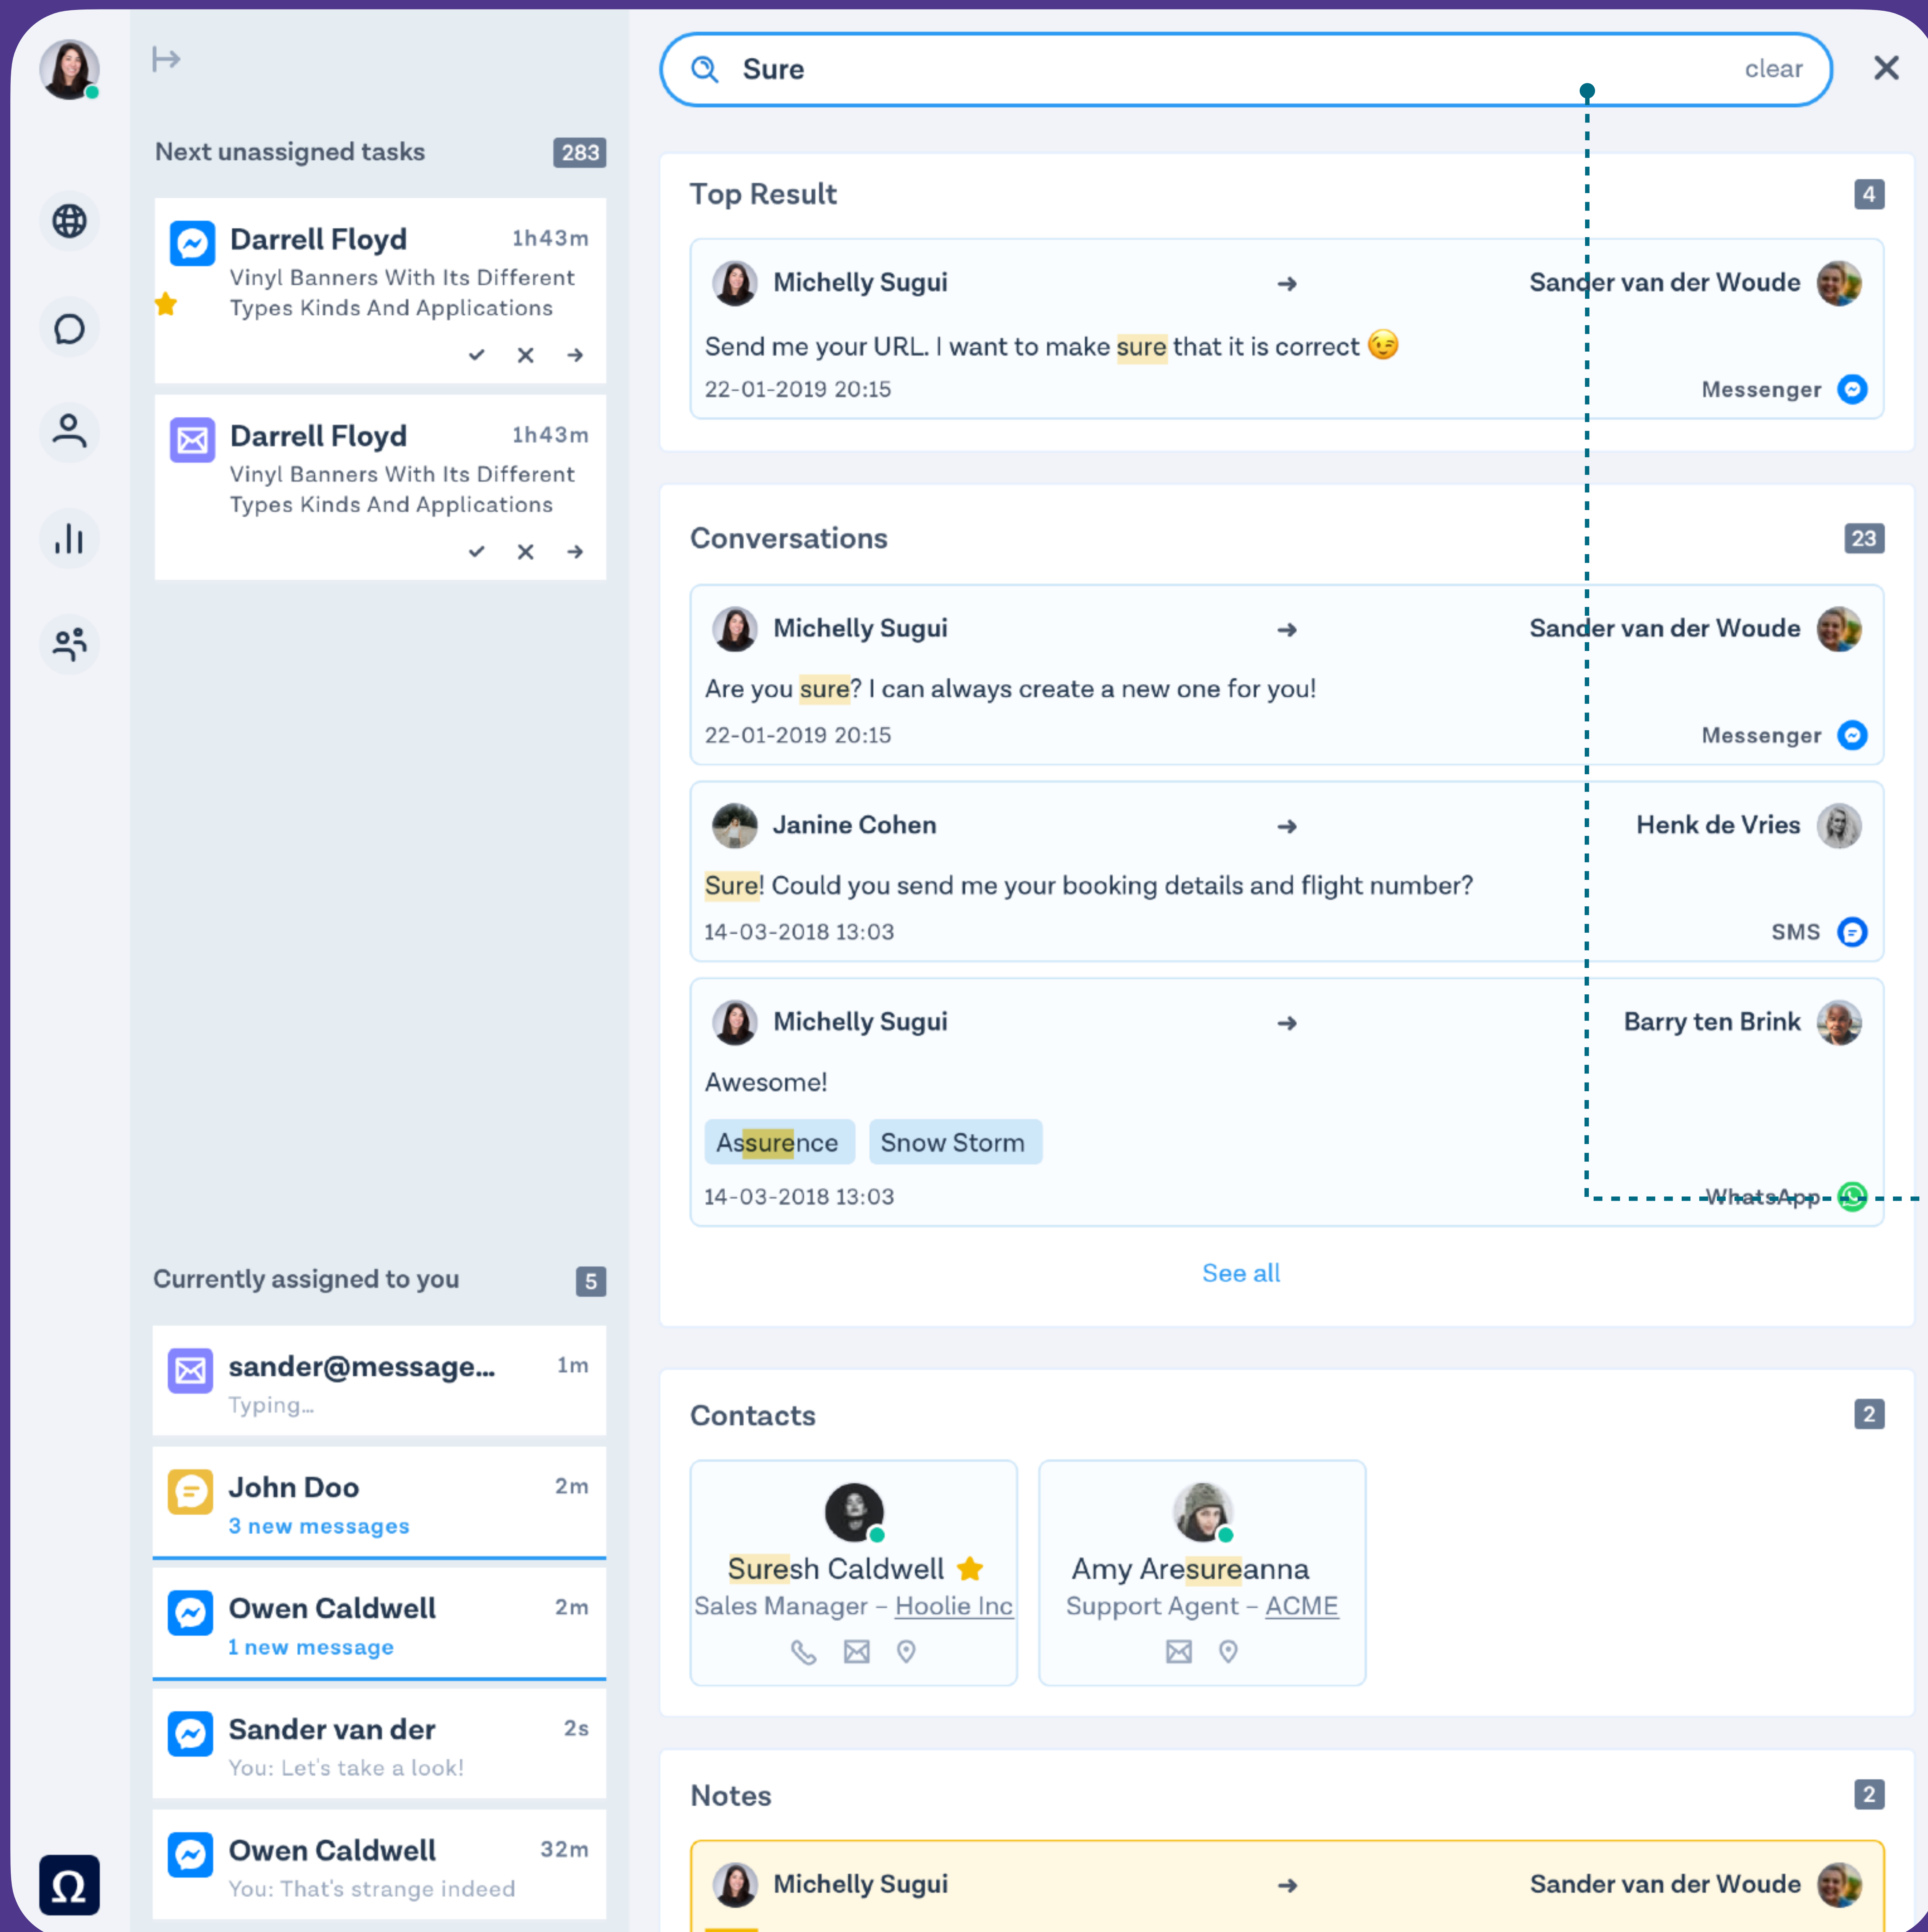 Next unassigned tasks 283
Darrell Floyd 1h43m
Vinyl Banners With Its Different
Types Kinds And Applications
Darrell Floyd 1h43m
Vinyl Banners With Its Different
Types Kinds And Applications
Currently assigned to you 5
sander@message... 1m
Typing...
John Doo 2m
3 new messages
Owen Caldwell 2m
1 new message
Sander van der 2s
You: Let's take a look!
Owen Caldwell 32m
You: That's strange indeed
Ω
Sure clear
Top Result 4
Michelly Sugui → Sander van der Woude
Send me your URL. I want to make sure that it is correct 😉
22-01-2019 20:15 Messenger
Conversations 23
Michelly Sugui → Sander van der Woude
Are you sure? I can always create a new one for you!
22-01-2019 20:15 Messenger
Janine Cohen → Henk de Vries
Sure! Could you send me your booking details and flight number?
14-03-2018 13:03 SMS
Michelly Sugui → Barry ten Brink
Awesome!
Assurence Snow Storm
14-03-2018 13:03 WhatsApp
See all
Contacts 2
Suresh Caldwell
Sales Manager – Hoolie Inc
Amy Aresureanna
Support Agent – ACME
Notes 2
Michelly Sugui → Sander van der Woude